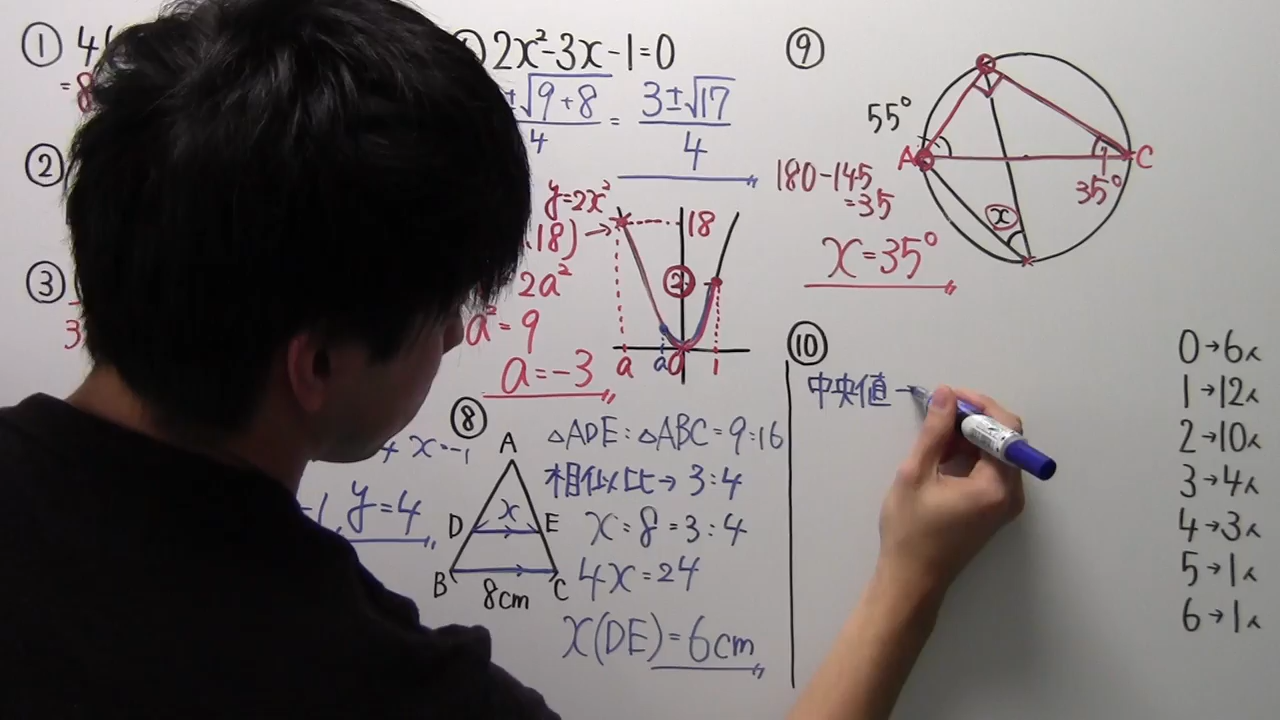 ①
4(
=8
②
③
3
2x²-3x-1=0
±√9+8
4
=
3±√17
4
y=2x²
18)→
18
2
=2a²
a²=9
a=-3
a
a
0
1
+x=-1
-1, y=4
⑧
A
D
x
E
B
C
8cm
△ADE:△ABC=9:16
相似比→3:4
x:8=3:4
4x=24
x(DE)=6cm
⑨
55°
A
C
35°
x
180-145
=35
x=35°
⑩
中央値→
0→6人
1→12人
2→10人
3→4人
4→3人
5→1人
6→1人